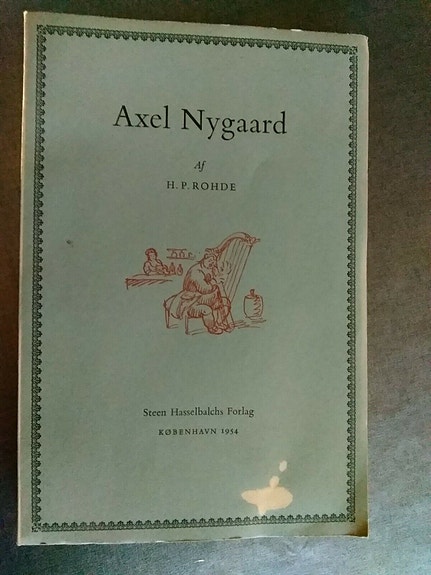 Axel Nygaard
Af
H. P. ROHDE
Steen Hasselbalchs Forlag
KØBENHAVN 1954